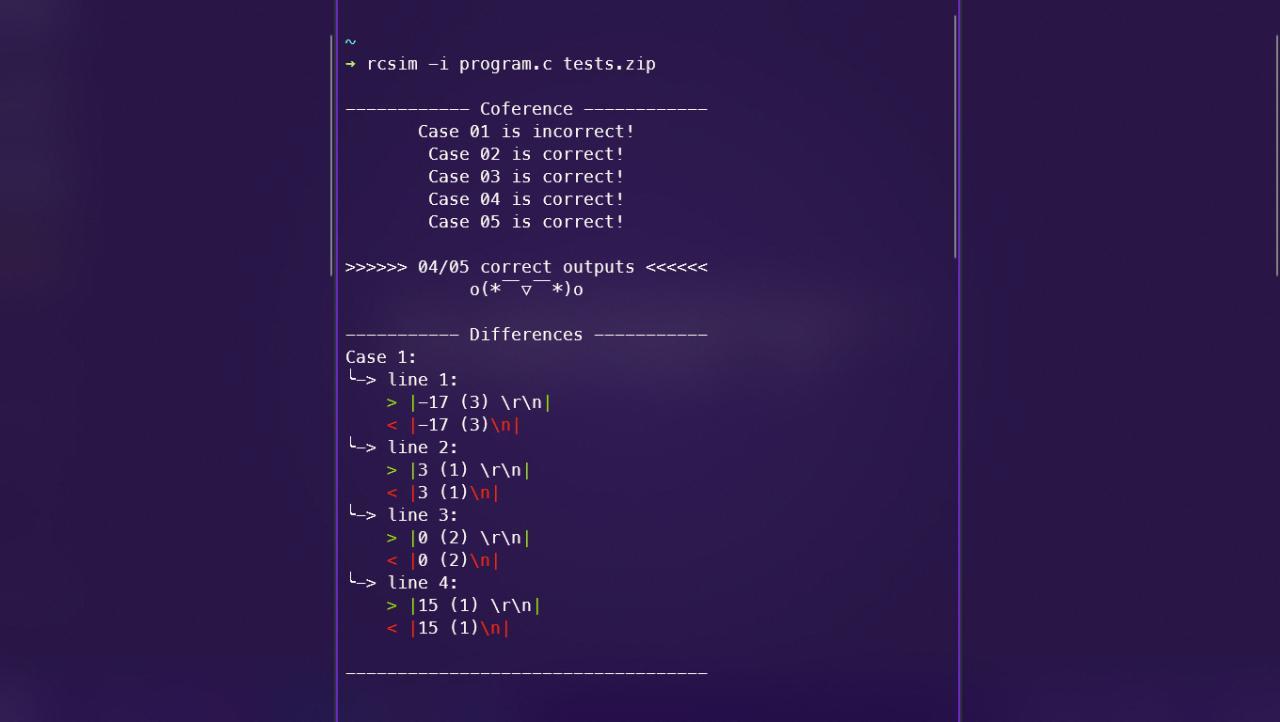 ~
→ rcsim -i program.c tests.zip
------------ Coference ------------
Case 01 is incorrect!
Case 02 is correct!
Case 03 is correct!
Case 04 is correct!
Case 05 is correct!
>>>>>> 04/05 correct outputs <<<<<<
o(*￣▽￣*)o
----------- Differences -----------
Case 1:
╰-> line 1:
> |-17 (3) \r\n|
< |-17 (3)\n|
╰-> line 2:
> |3 (1) \r\n|
< |3 (1)\n|
╰-> line 3:
> |0 (2) \r\n|
< |0 (2)\n|
╰-> line 4:
> |15 (1) \r\n|
< |15 (1)\n|
-----------------------------------